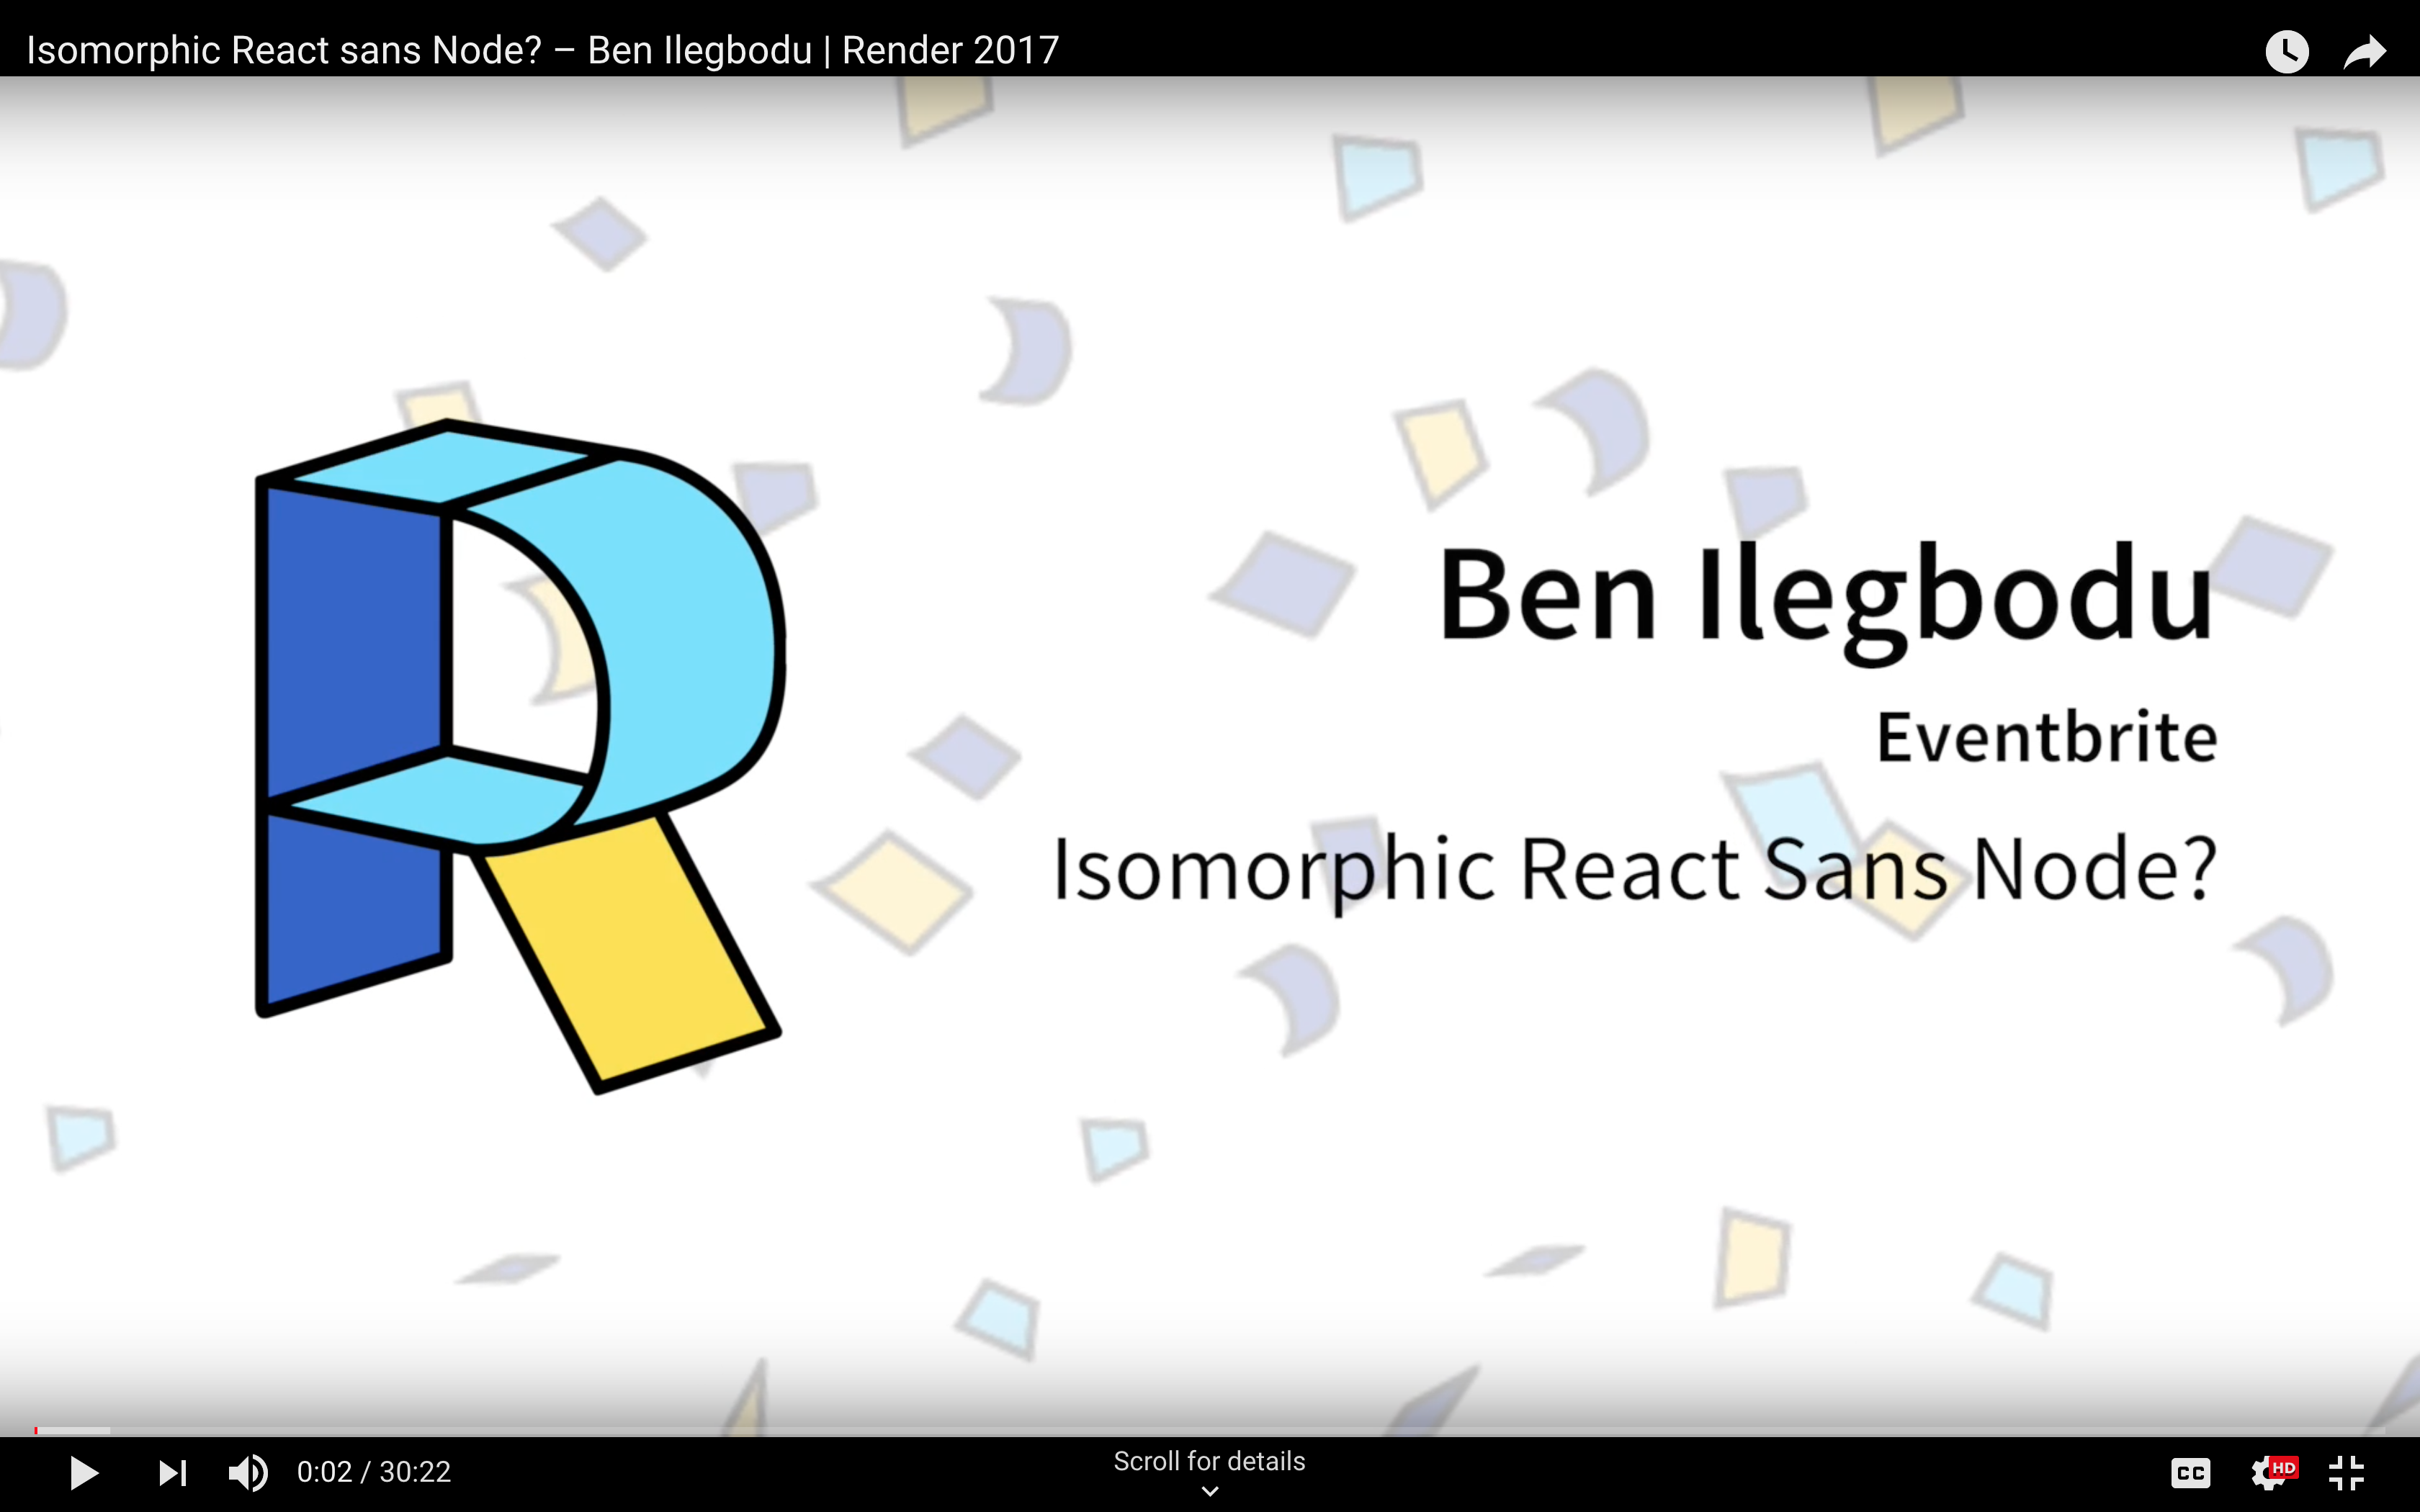 Isomorphic React sans Node? – Ben Ilegbodu | Render 2017
Ben Ilegbodu
Eventbrite
Isomorphic React Sans Node?
0:02 / 30:22
Scroll for details
CC
HD